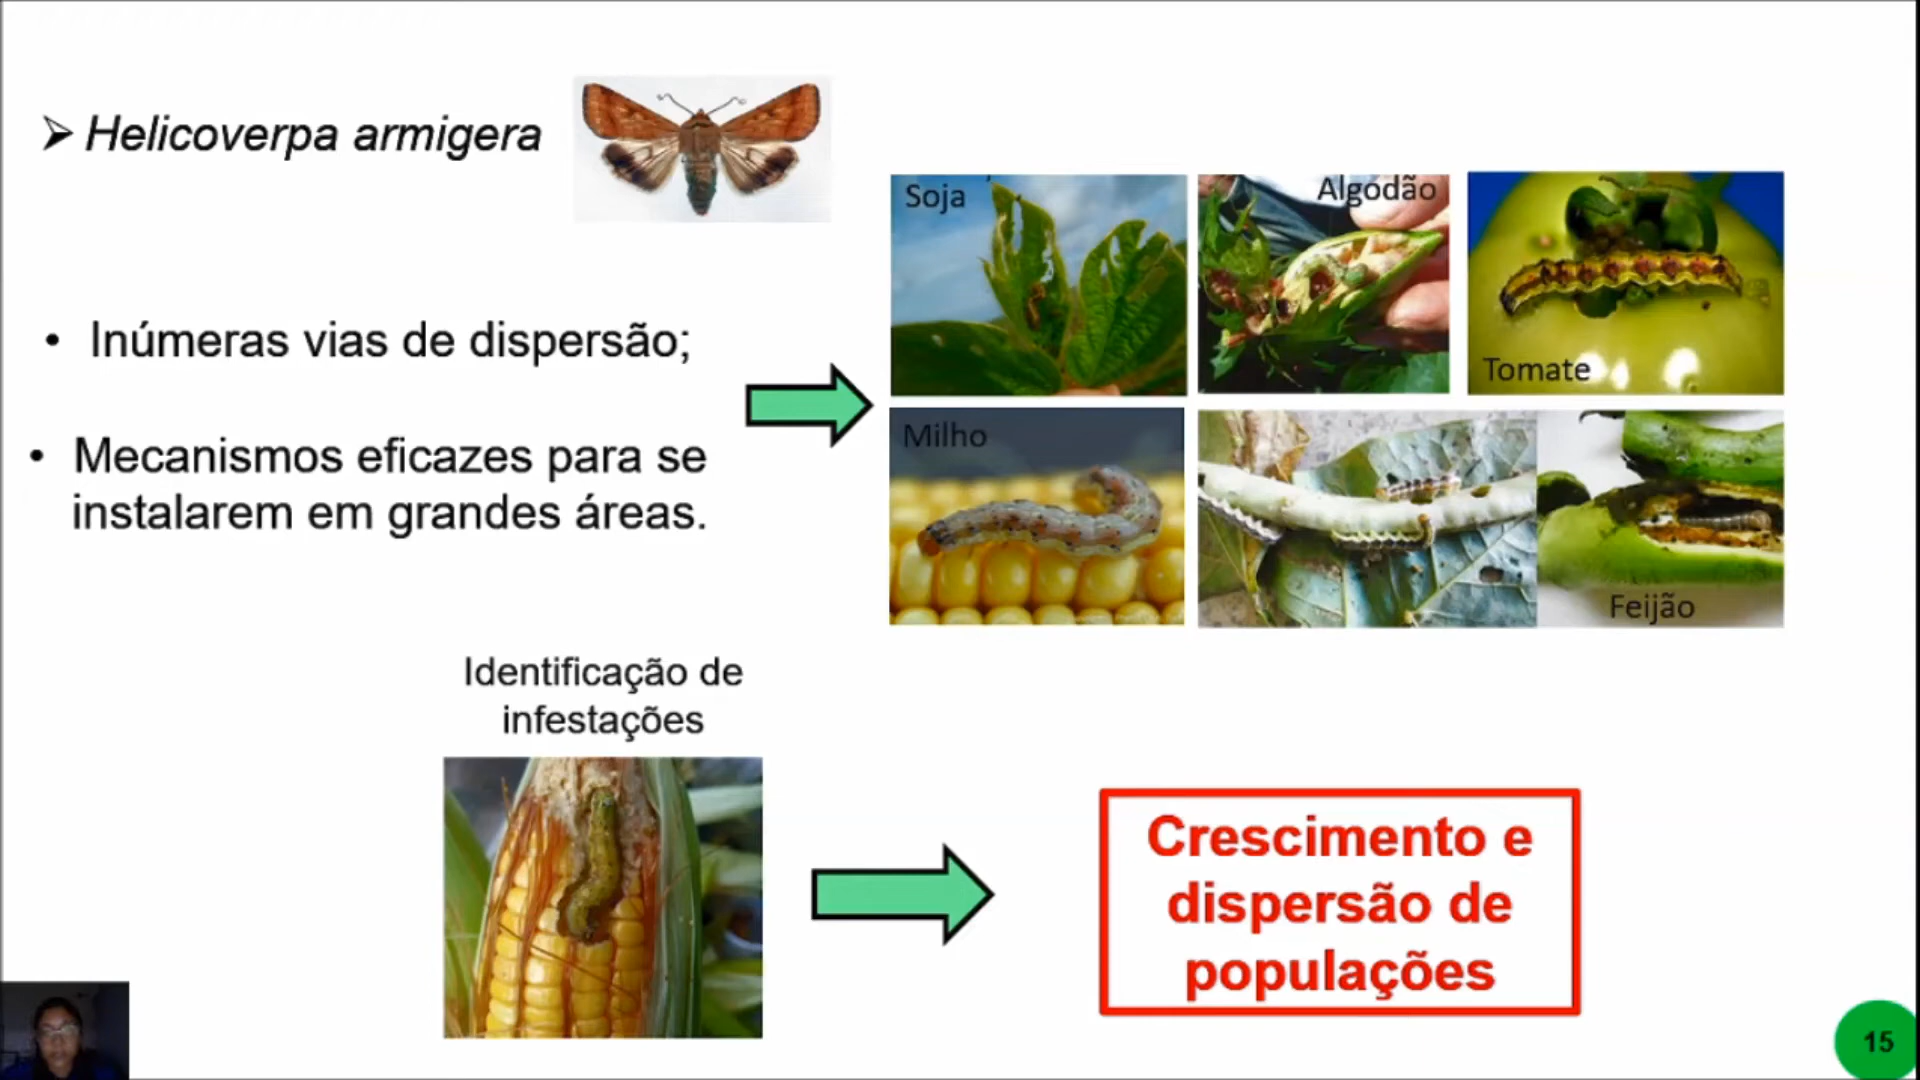 ➢ Helicoverpa armigera
Soja
Algodão
Tomate
• Inúmeras vias de dispersão;
• Mecanismos eficazes para se
instalarem em grandes áreas.
Milho
Feijão
Identificação de
infestações
Crescimento e
dispersão de
populações
15